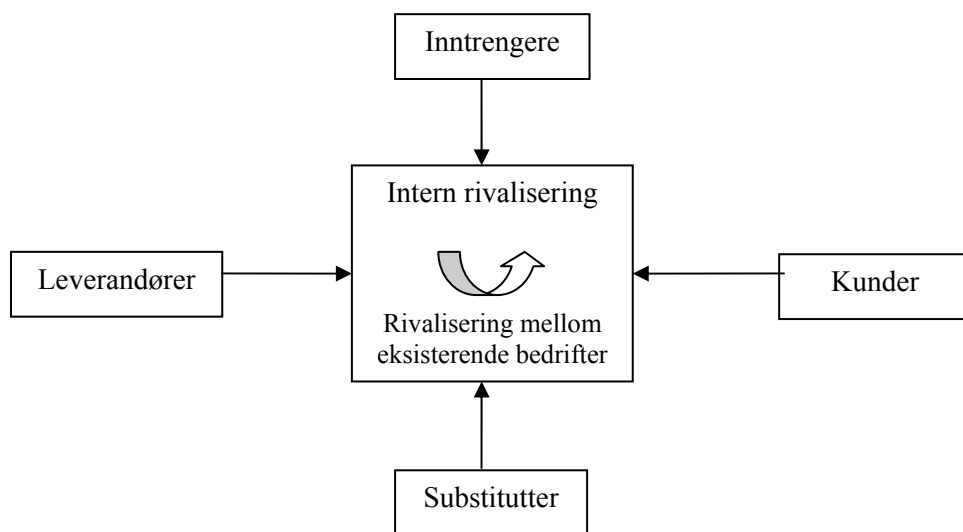 Inntrengere
Intern rivalisering
Leverandører
Kunder
Rivalisering mellom
eksisterende bedrifter
Substitutter